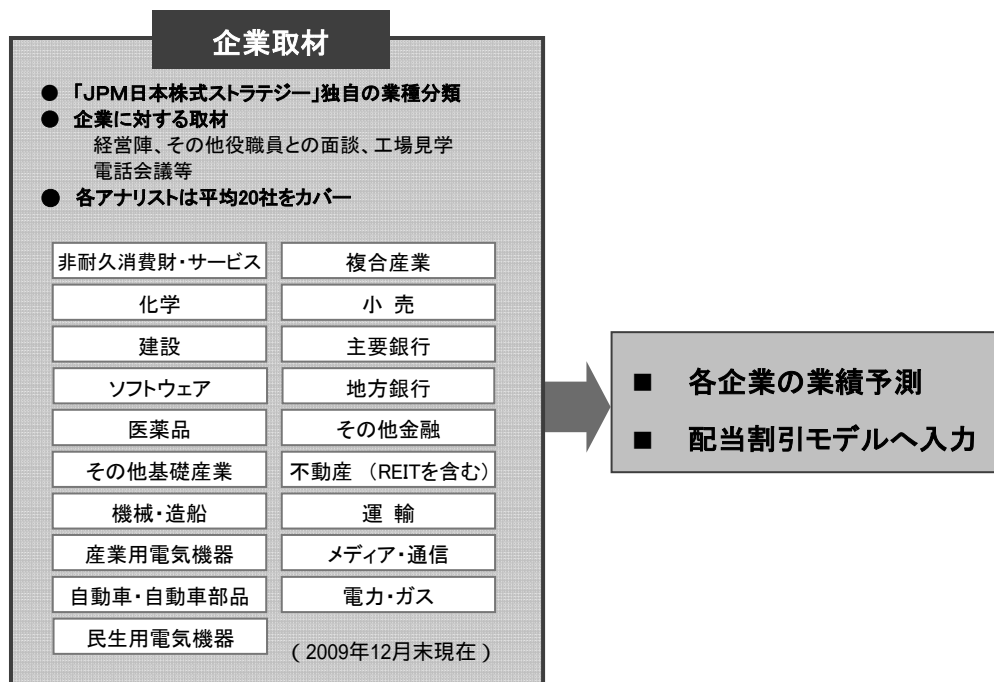 企業取材
● 「JPM日本株式ストラテジー」独自の業種分類
● 企業に対する取材
経営陣、その他役職員との面談、工場見学
電話会議等
● 各アナリストは平均20社をカバー
非耐久消費財・サービス
化学
建設
ソフトウェア
医薬品
その他基礎産業
機械・造船
産業用電気機器
自動車・自動車部品
民生用電気機器
複合産業
小 売
主要銀行
地方銀行
その他金融
不動産 （REITを含む）
運 輸
メディア・通信
電力・ガス
( 2009年12月末現在 )
■ 各企業の業績予測
■ 配当割引モデルへ入力